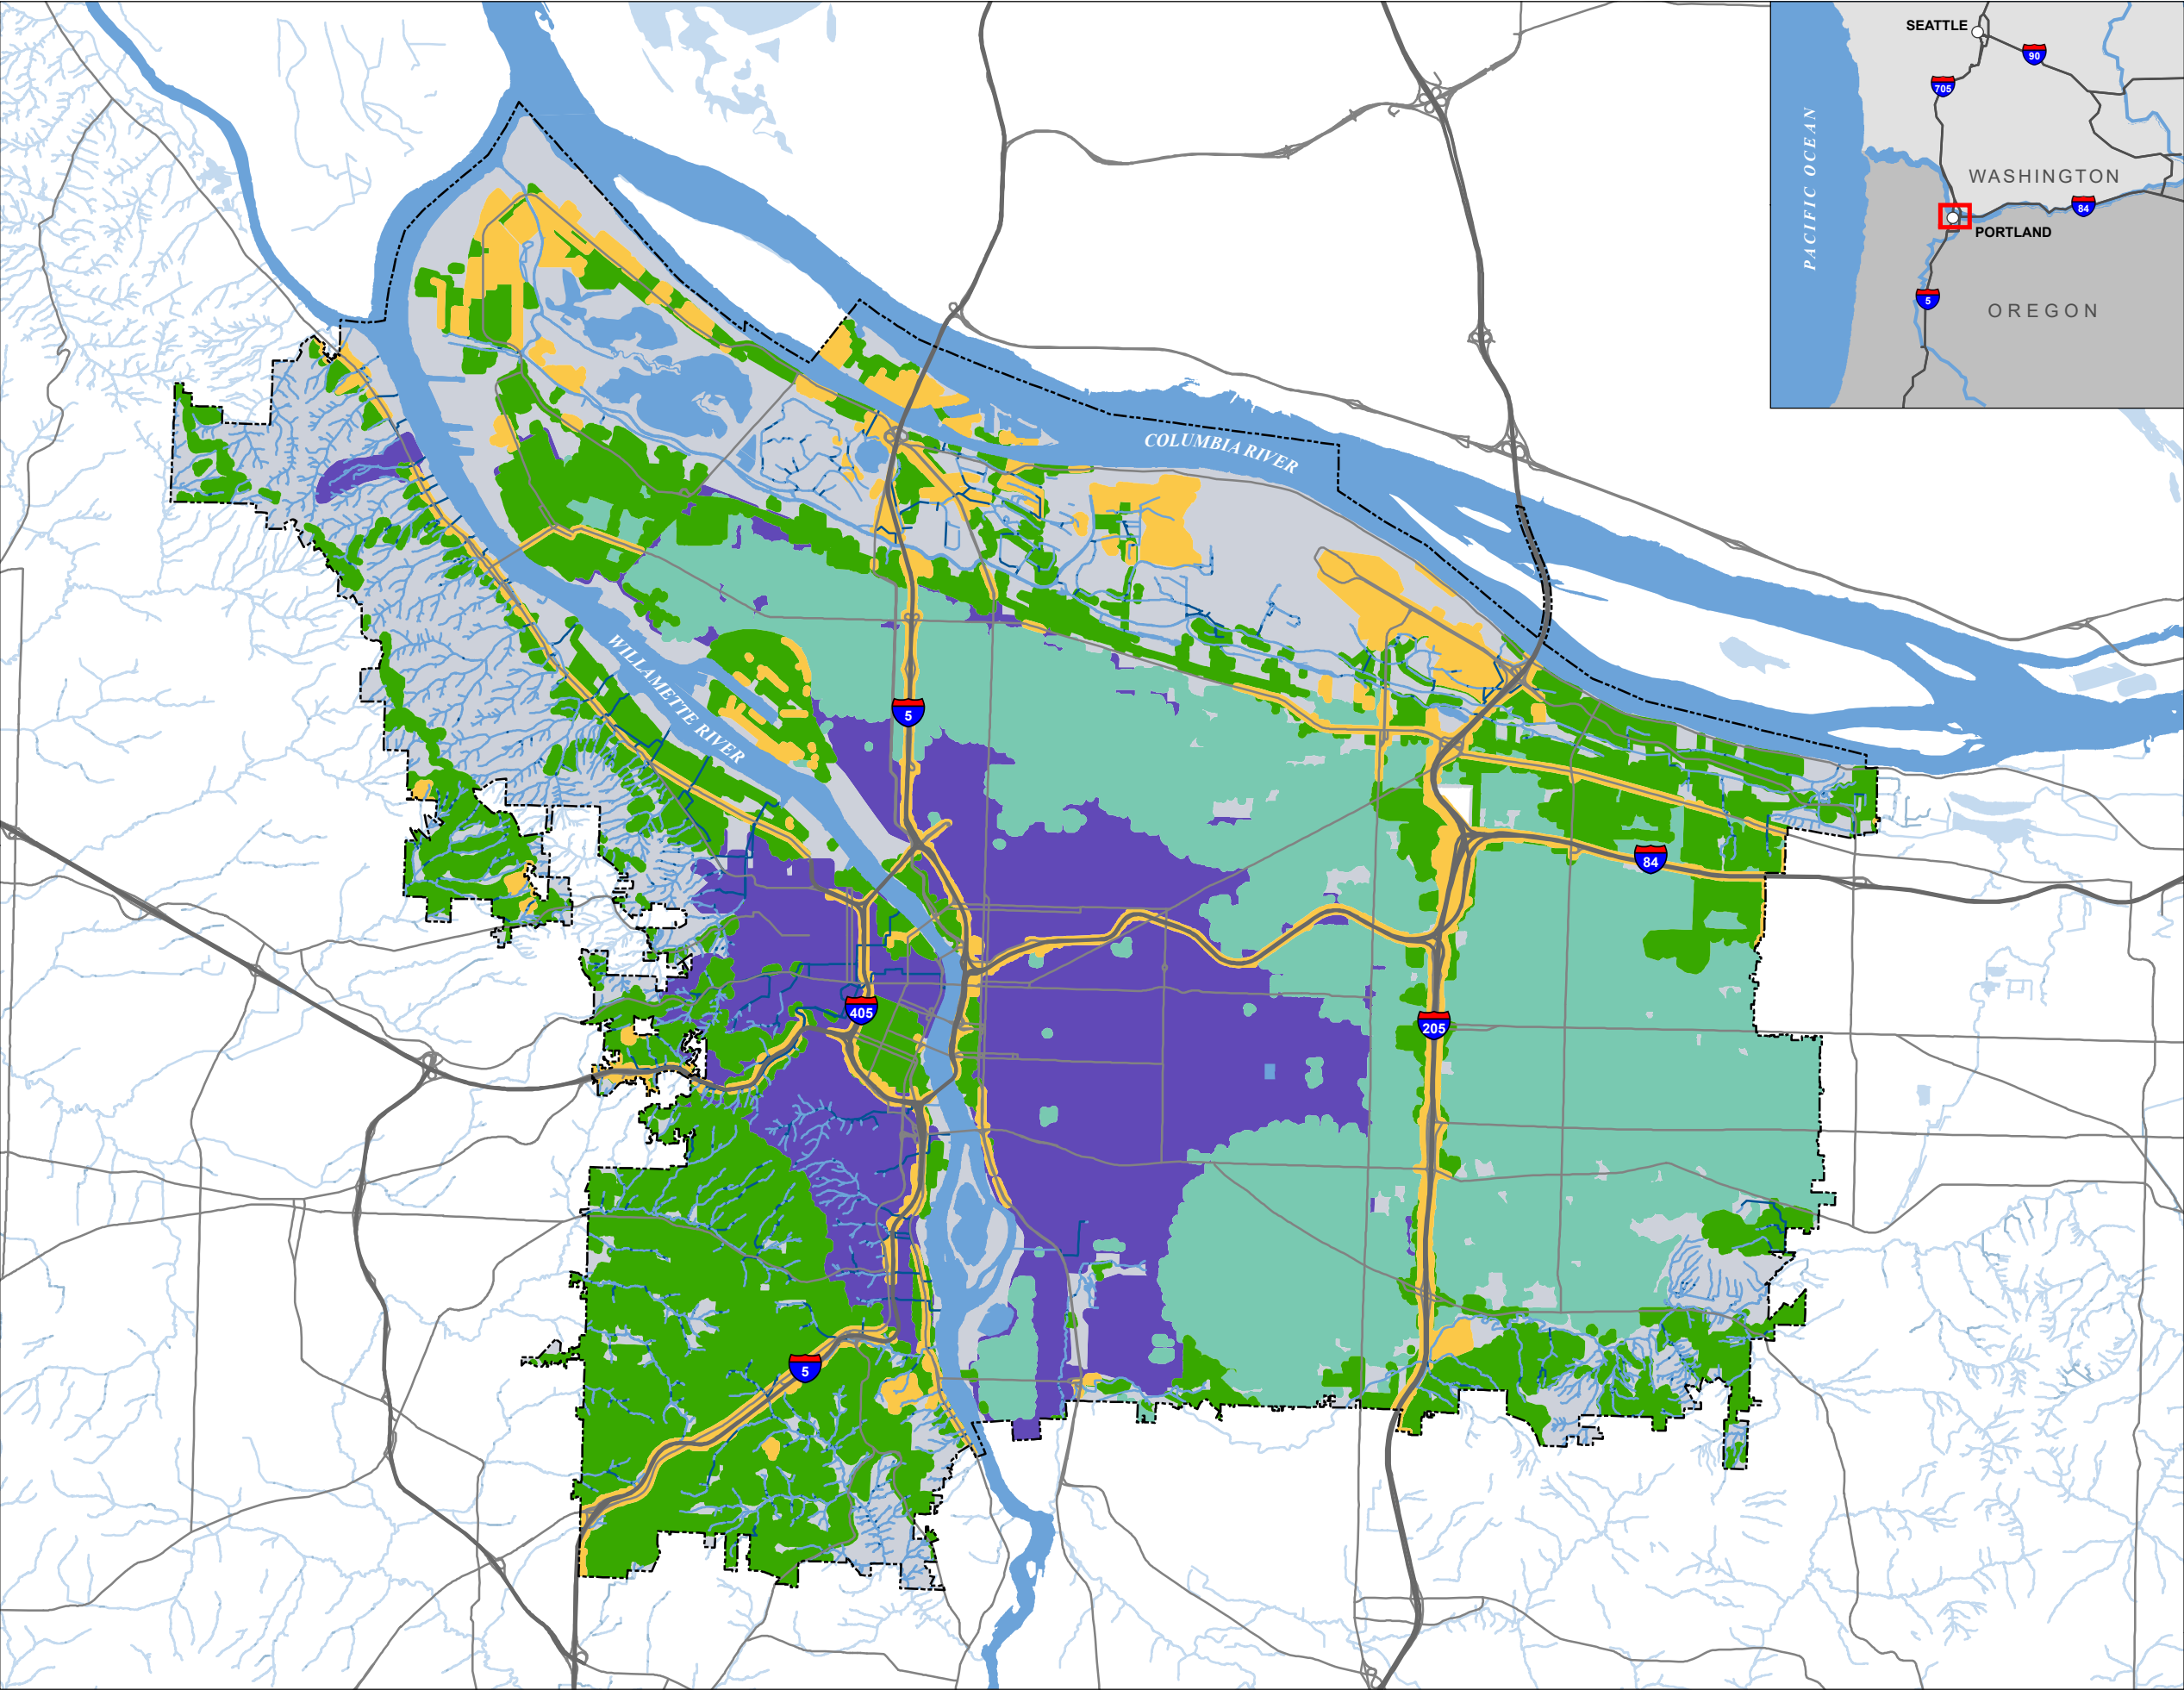 SEATTLE
90
705
PACIFIC OCEAN
WASHINGTON
84
PORTLAND
5
OREGON
COLUMBIA RIVER
WILLAMETTE RIVER
5
84
405
205
5